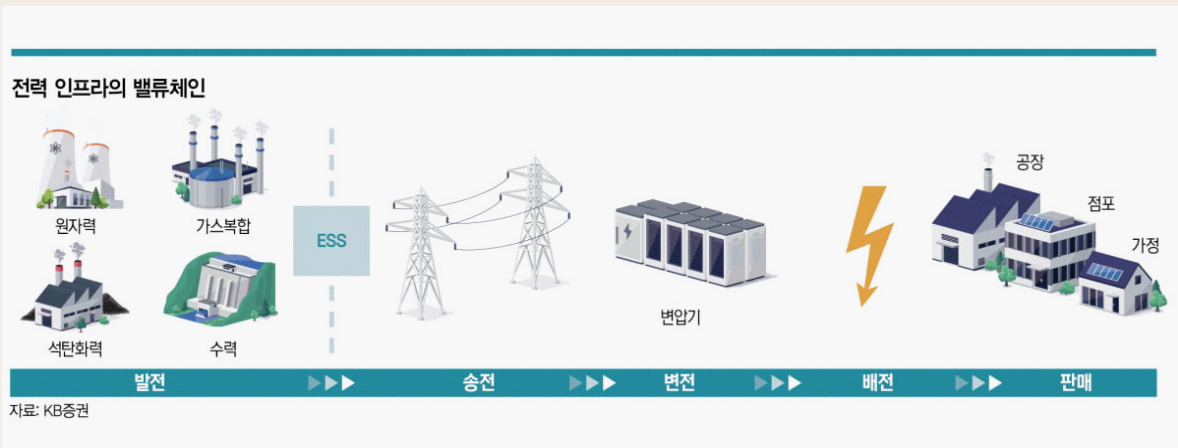 전력 인프라의 밸류체인
원자력
가스복합
석탄화력
수력
ESS
변압기
공장
점포
가정
발전
송전
변전
배전
판매
자료: KB증권